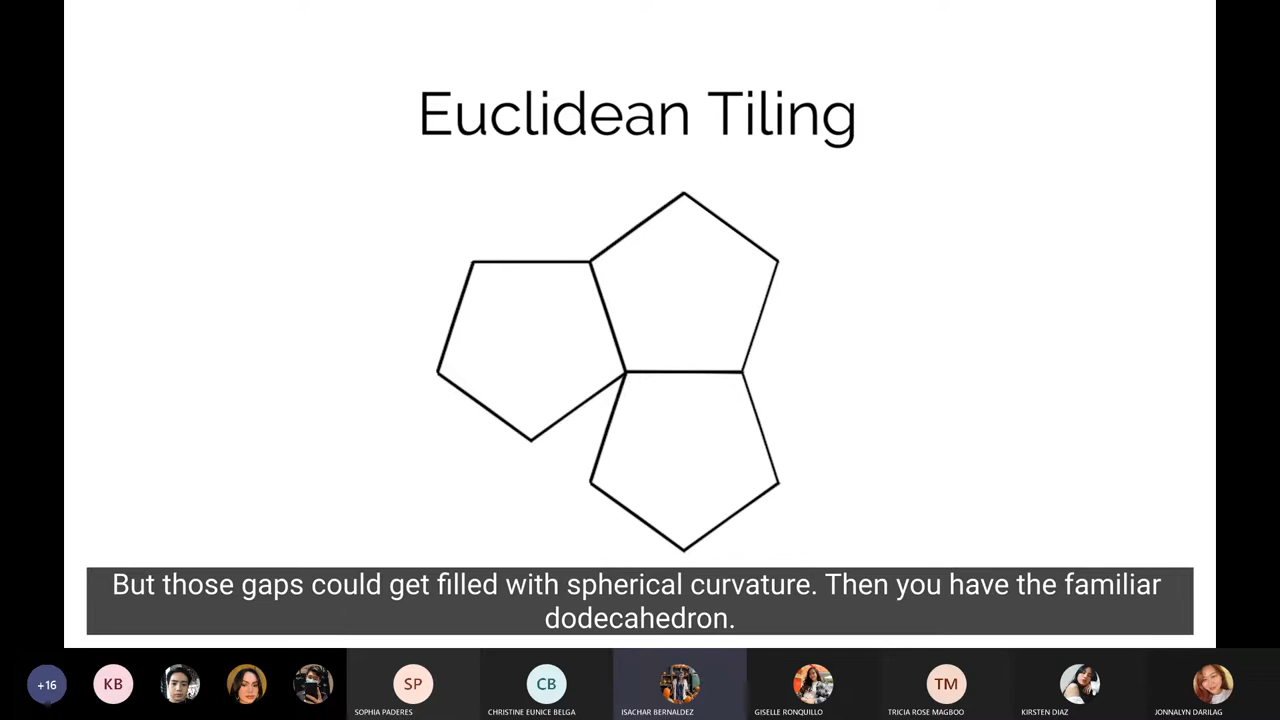 Euclidean Tiling
But those gaps could get filled with spherical curvature. Then you have the familiar
dodecahedron.
+16
KB
SP
SOPHIA PADERES
CB
CHRISTINE EUNICE BELGA
ISACHAR BERNALDEZ
GISELLE RONQUILLO
TM
TRICIA ROSE MAGBOO
KIRSTEN DIAZ
JONNALYN DARILAG